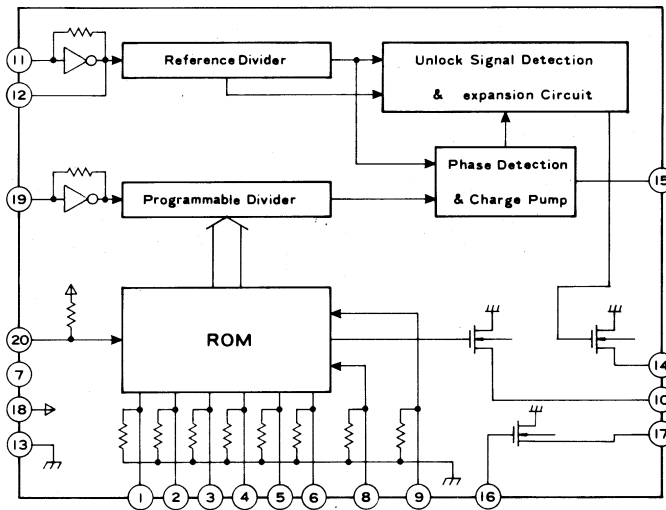 11
Reference Divider
Unlock Signal Detection
& expansion Circuit
12
Phase Detection
& Charge Pump
15
19
Programmable Divider
ROM
20
7
14
18
10
13
17
1
2
3
4
5
6
8
9
16